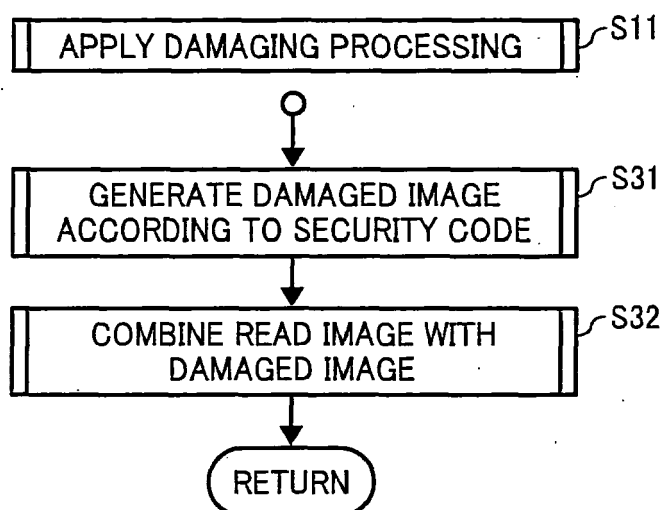 APPLY DAMAGING PROCESSING
S11
GENERATE DAMAGED IMAGE
ACCORDING TO SECURITY CODE
S31
COMBINE READ IMAGE WITH
DAMAGED IMAGE
S32
RETURN